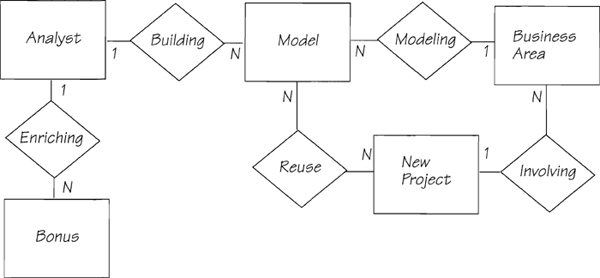 Analyst
1
Building
N
Model
N
Modeling
1
Business
Area
1
N
N
Enriching
Reuse
N
New
Project
1
Involving
N
Bonus